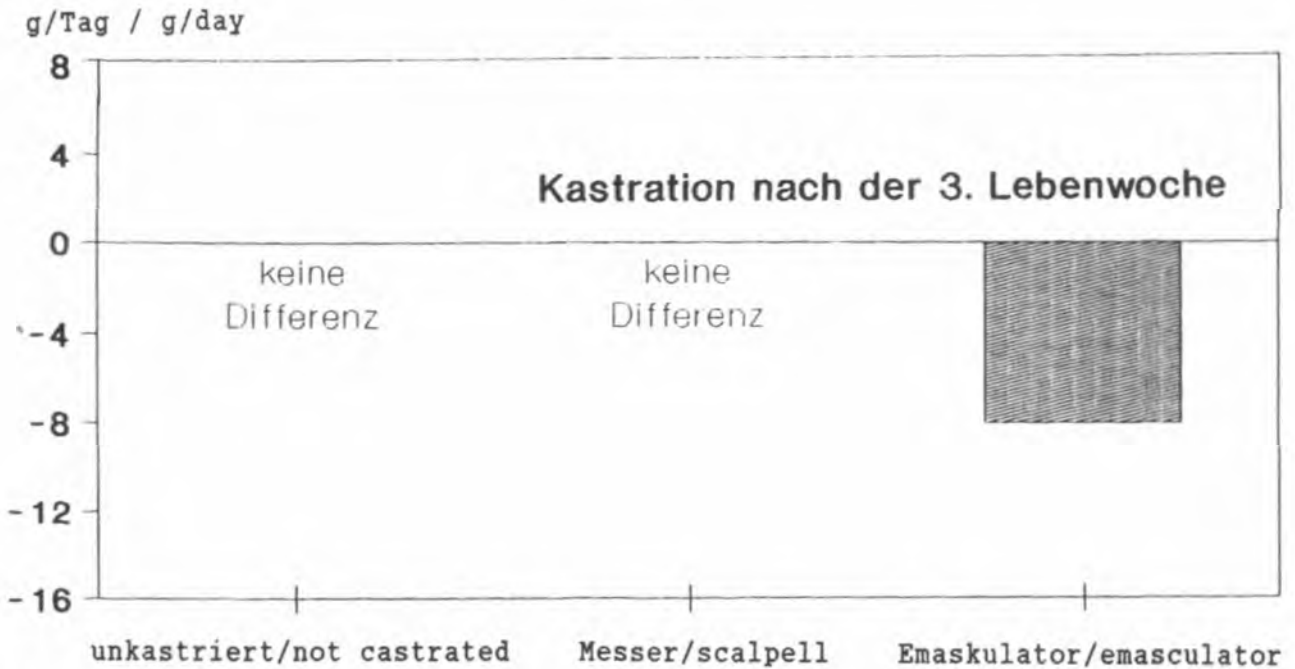 g/Tag / g/day
8
4
Kastration nach der 3. Lebenwoche
0
keine keine
Differenz Differenz
-4
-8
-12
-16
unkastriert/not castrated Messer/scalpell Emaskulator/emasculator